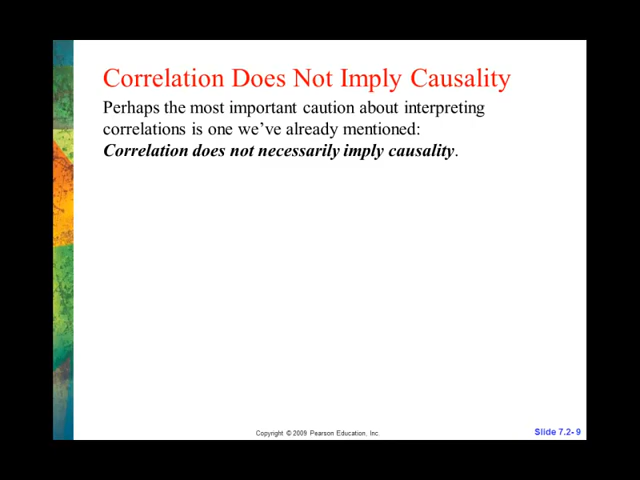 Correlation Does Not Imply Causality
Perhaps the most important caution about interpreting
correlations is one we’ve already mentioned:
Correlation does not necessarily imply causality.
Copyright © 2009 Pearson Education, Inc.
Slide 7.2- 9